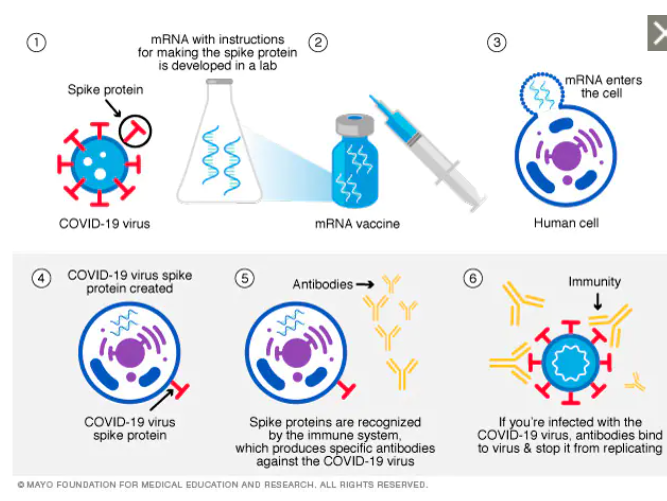 1
Spike protein
COVID-19 virus
mRNA with instructions
for making the spike protein
is developed in a lab
2
mRNA vaccine
3
mRNA enters
the cell
Human cell
4
COVID-19 virus spike
protein created
COVID-19 virus
spike protein
5
Antibodies
Spike proteins are recognized
by the immune system,
which produces specific antibodies
against the COVID-19 virus
6
Immunity
If you're infected with the
COVID-19 virus, antibodies bind
to virus & stop it from replicating
© MAYO FOUNDATION FOR MEDICAL EDUCATION AND RESEARCH. ALL RIGHTS RESERVED.